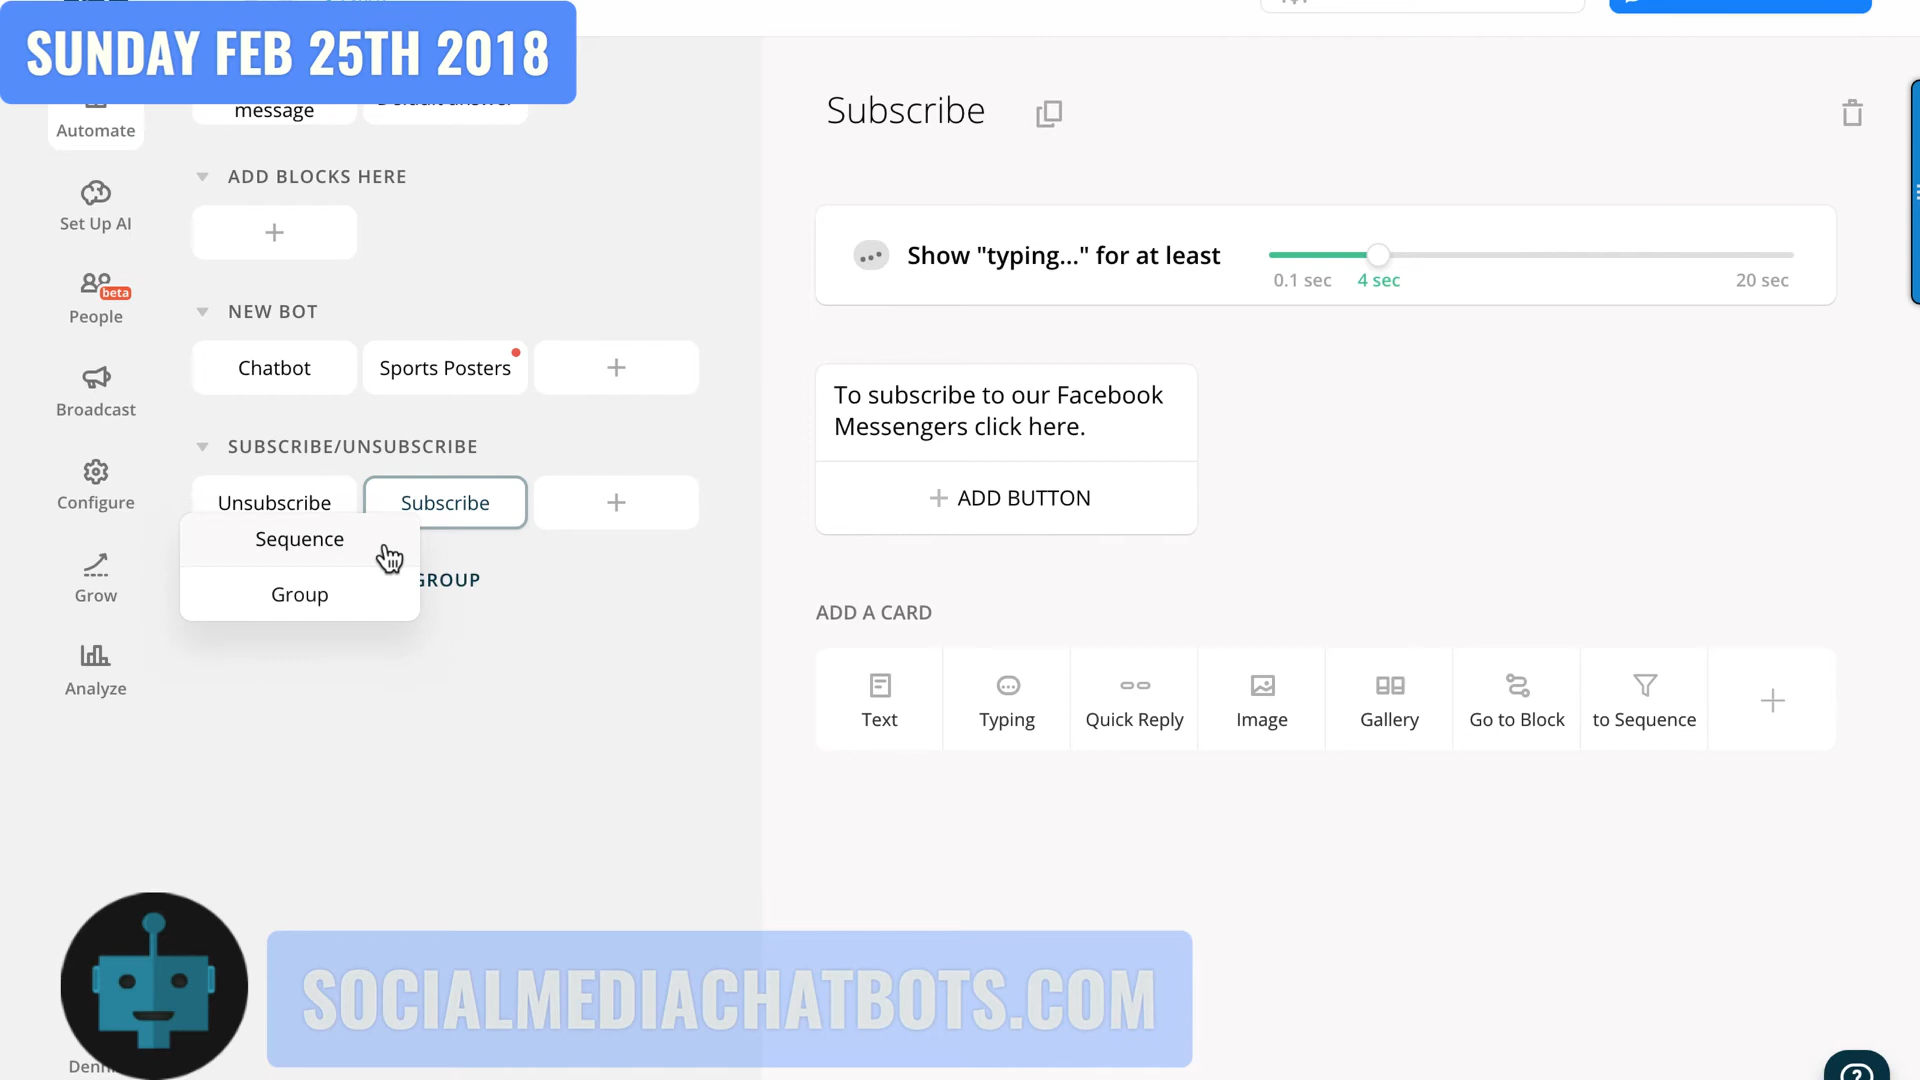 SUNDAY FEB 25TH 2018
Automate
message
Set Up AI
beta
People
Broadcast
Configure
Grow
Analyze
ADD BLOCKS HERE
NEW BOT
Chatbot
Sports Posters
SUBSCRIBE/UNSUBSCRIBE
Unsubscribe
Subscribe
Sequence
GROUP
Group
Subscribe
Show "typing..." for at least
0.1 sec
4 sec
20 sec
To subscribe to our Facebook
Messengers click here.
ADD BUTTON
ADD A CARD
Text
Typing
Quick Reply
Image
Gallery
Go to Block
to Sequence
SOCIALMEDIACHATBOTS.COM
?